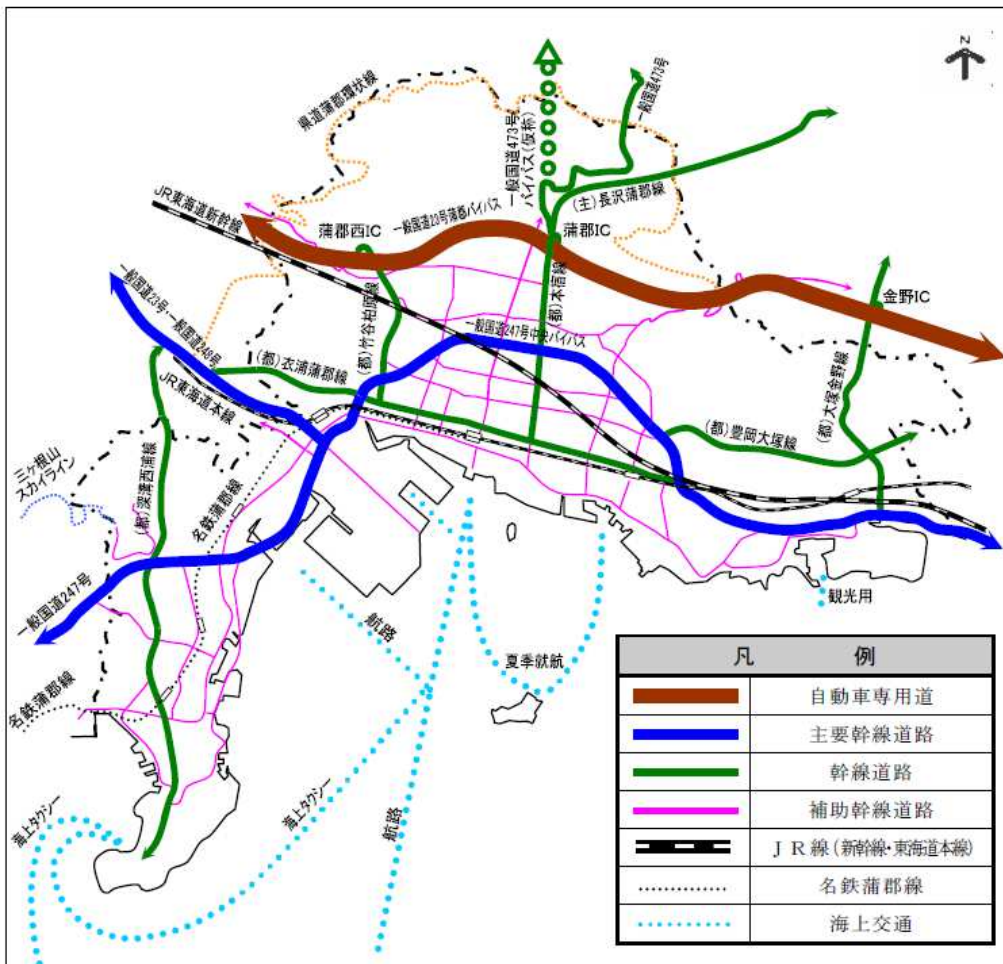 N
県道蒲郡環状線
一般国道473号
バイパス(仮称)
一般国道473号
(主)長沢蒲郡線
JR東海道新幹線
蒲郡西IC
一般国道23号蒲郡バイパス
蒲郡IC
金野IC
一般国道23号・一般国道248号
(都)竹谷柏原線
(都)本宿線
一般国道247号中央バイパス
(都)衣浦蒲郡線
JR東海道本線
(都)大塚金野線
(都)豊岡大塚線
三ヶ根山
スカイライン
(都)深溝西浦線
名鉄蒲郡線
一般国道247号
観光用
航路
夏季就航
名鉄蒲郡線
海上タクシー
海上タクシー
航路
凡 例
自動車専用道
主要幹線道路
幹線道路
補助幹線道路
JR線(新幹線・東海道本線)
名鉄蒲郡線
海上交通